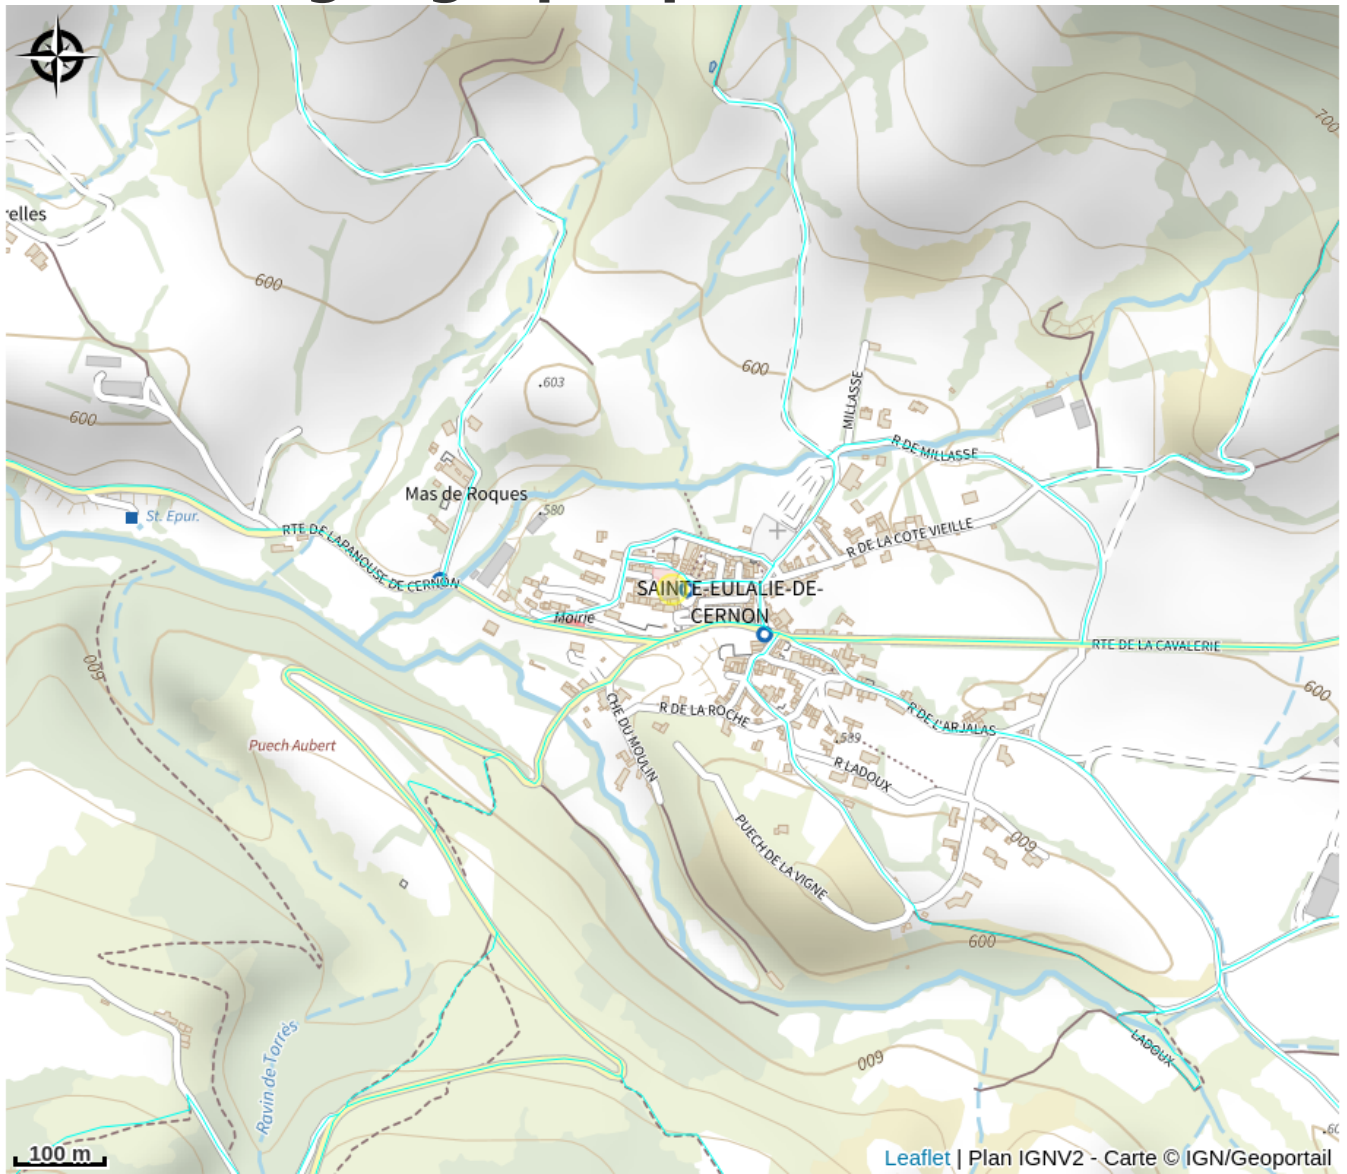 700
relles
600
600
600
.603
MILLASSE
R DE MILLASSE
Mas de Roques
.580
St. Epur.
RTE DE LAPANOUSE DE CERNON
R DE LA COTE VIEILLE
SAINTE-EULALIE-DE-
CERNON
Mairie
RTE DE LA CAVALERIE
600
600
CHE DU MOULIN
R DE LA ROCHE
R DE L'ARJALAS
Puech Aubert
.589
R LADOUX
PUECH DE LA VIGNE
600
600
Ravin de Torrès
600
LADOUX
100 m
Leaflet | Plan IGNV2 - Carte © IGN/Geoportail